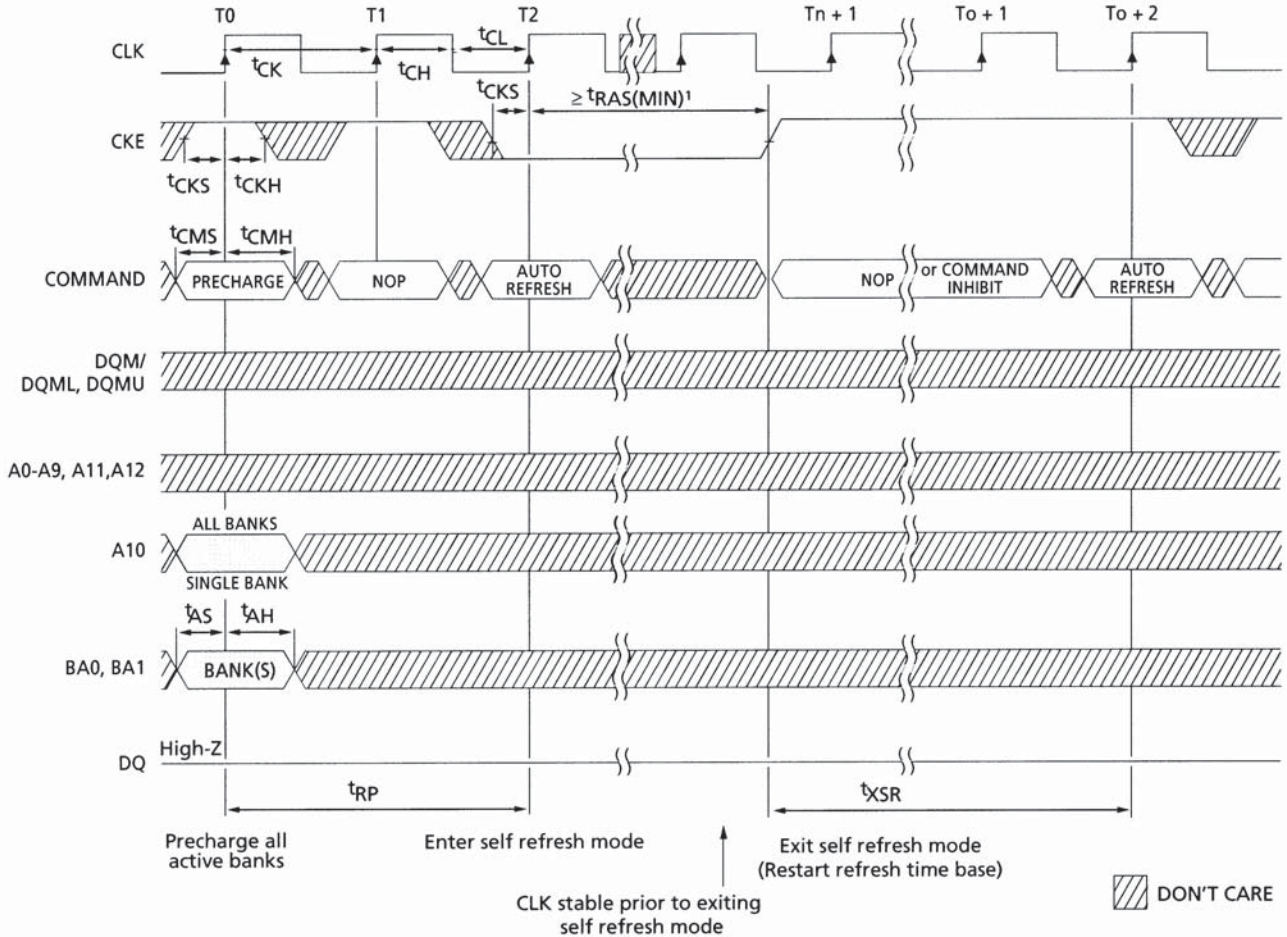 T0 T1 T2 Tn + 1 To + 1 To + 2
CLK
tCK tCH tCL
tCKS ≥ tRAS(MIN)¹
CKE
tCKS tCKH
tCMS tCMH
COMMAND PRECHARGE NOP AUTO REFRESH NOP or COMMAND INHIBIT AUTO REFRESH
DQM/
DQML, DQMU
A0-A9, A11,A12
ALL BANKS
A10
SINGLE BANK
tAS tAH
BA0, BA1 BANK(S)
High-Z
DQ
tRP tXSR
Precharge all
active banks
Enter self refresh mode
CLK stable prior to exiting
self refresh mode
Exit self refresh mode
(Restart refresh time base)
DON'T CARE